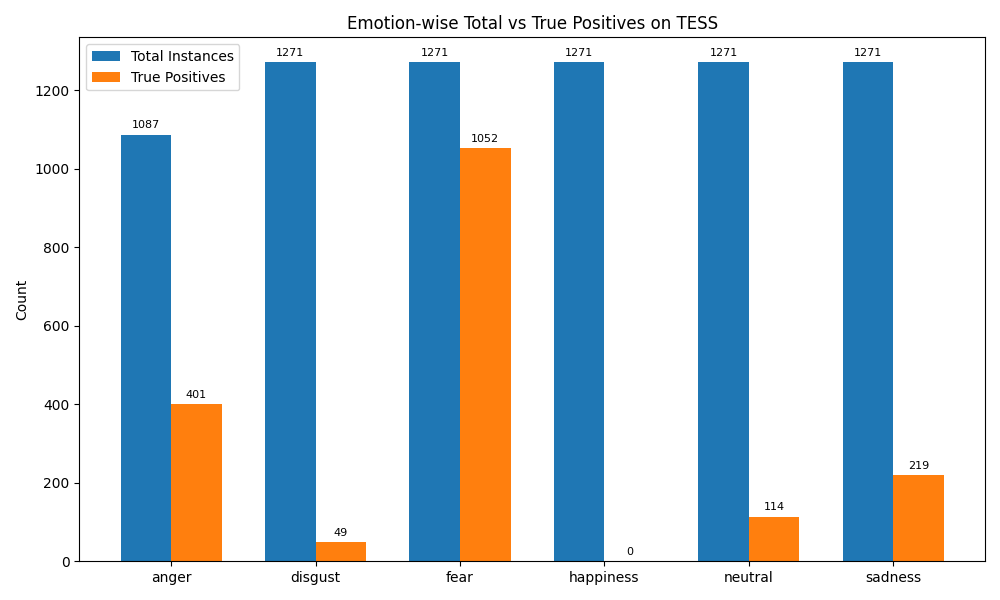 Emotion-wise Total vs True Positives on TESS
Total Instances
True Positives
Count
1200
1000
800
600
400
200
0
1087
401
1271
49
1271
1052
1271
0
1271
114
1271
219
anger
disgust
fear
happiness
neutral
sadness